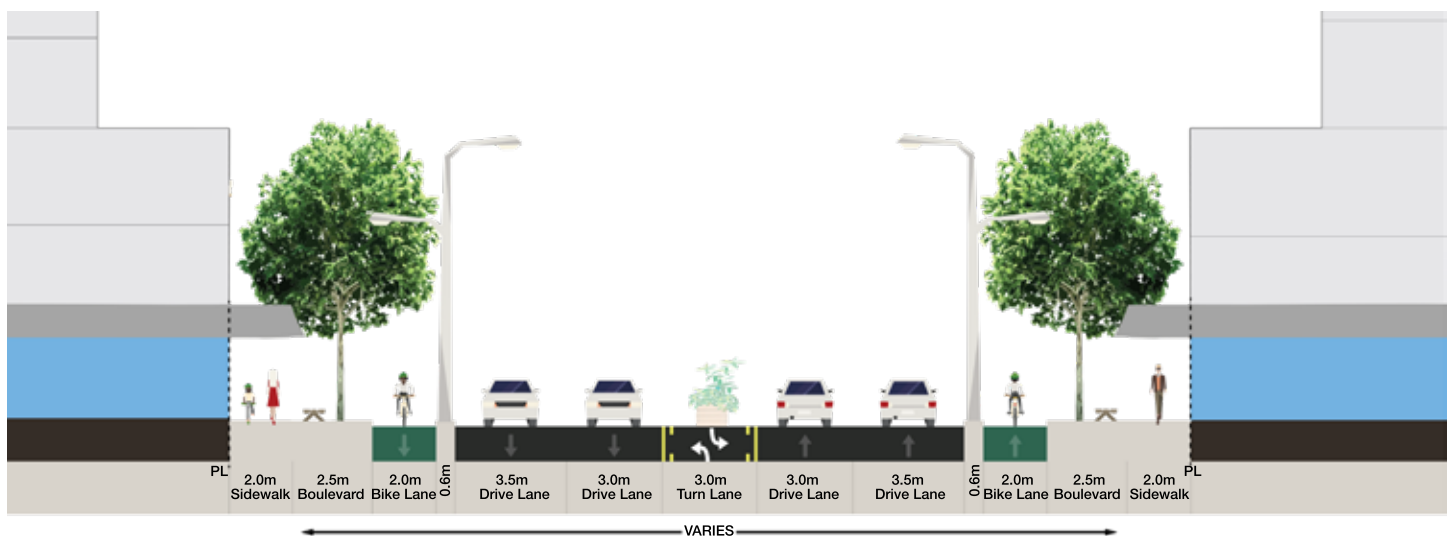 PL
2.0m
Sidewalk
2.5m
Boulevard
2.0m
Bike Lane
0.6m
3.5m
Drive Lane
3.0m
Drive Lane
3.0m
Turn Lane
3.0m
Drive Lane
3.5m
Drive Lane
0.6m
2.0m
Bike Lane
2.5m
Boulevard
2.0m
Sidewalk
PL
VARIES